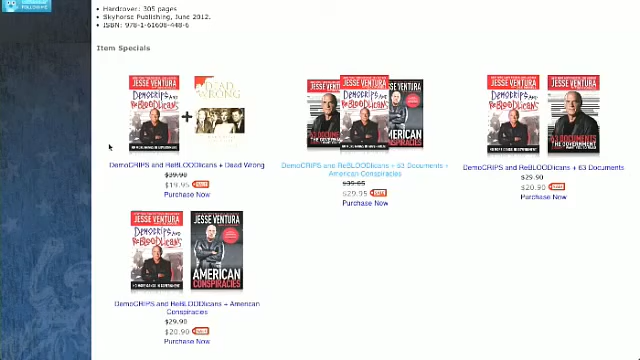 Hardcover: 305 pages
Skyhorse Publishing, June 2012.
ISBN: 978-1-61608-448-6
Item Specials
JESSE VENTURA
DEMOCRIPS AND REBLOODLICANS
DEAD WRONG
JESSE VENTURA
63 DOCUMENTS THE GOVERNMENT
JESSE VENTURA
AMERICAN CONSPIRACIES
DemoCRIPS and ReBLOODlicans + Dead Wrong
$19.95
Purchase Now
DemoCRIPS and ReBLOODlicans + 63 Documents +
American Conspiracies
$29.95
Purchase Now
DemoCRIPS and ReBLOODlicans + 63 Documents
$29.90
$20.90
Purchase Now
JESSE VENTURA
DEMOCRIPS AND REBLOODLICANS
JESSE VENTURA
AMERICAN CONSPIRACIES
DemoCRIPS and ReBLOODlicans + American
Conspiracies
$29.90
$20.90
Purchase Now